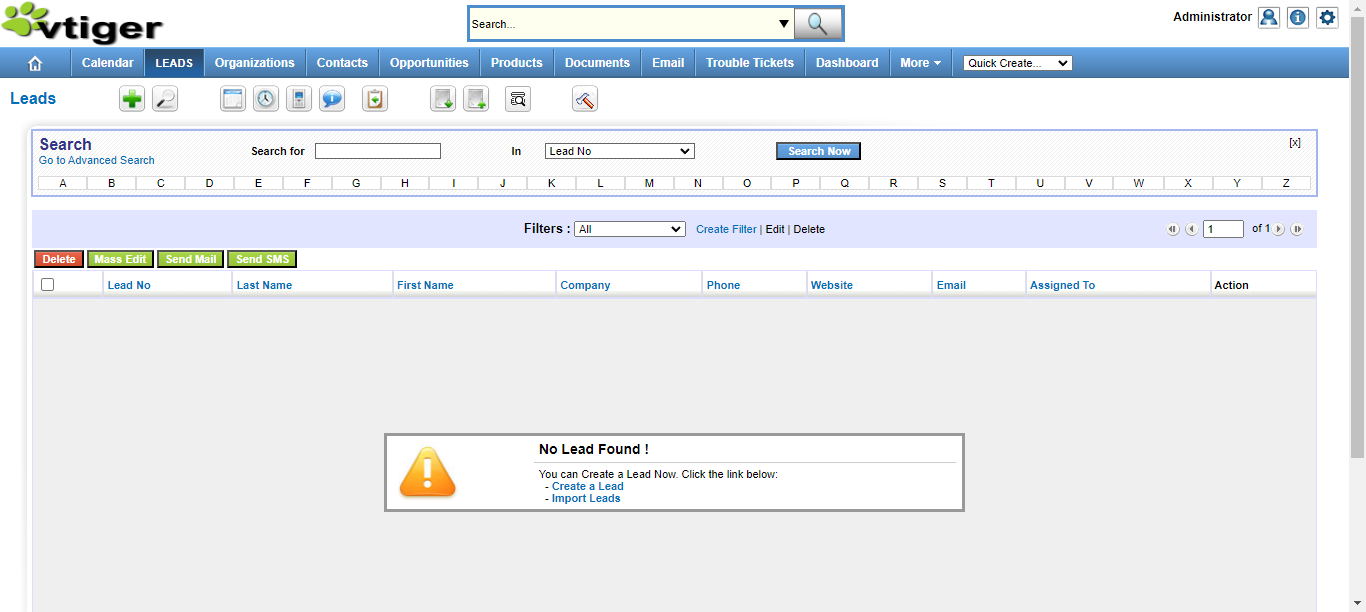 vtiger
Search...
Administrator
Calendar LEADS Organizations Contacts Opportunities Products Documents Email Trouble Tickets Dashboard More Quick Create...
Leads
Search
Go to Advanced Search
Search for In Lead No Search Now [x]
A B C D E F G H I J K L M N O P Q R S T U V W X Y Z
Filters : All Create Filter | Edit | Delete 1 of 1
Delete Mass Edit Send Mail Send SMS
Lead No Last Name First Name Company Phone Website Email Assigned To Action
No Lead Found !
You can Create a Lead Now. Click the link below:
- Create a Lead
- Import Leads